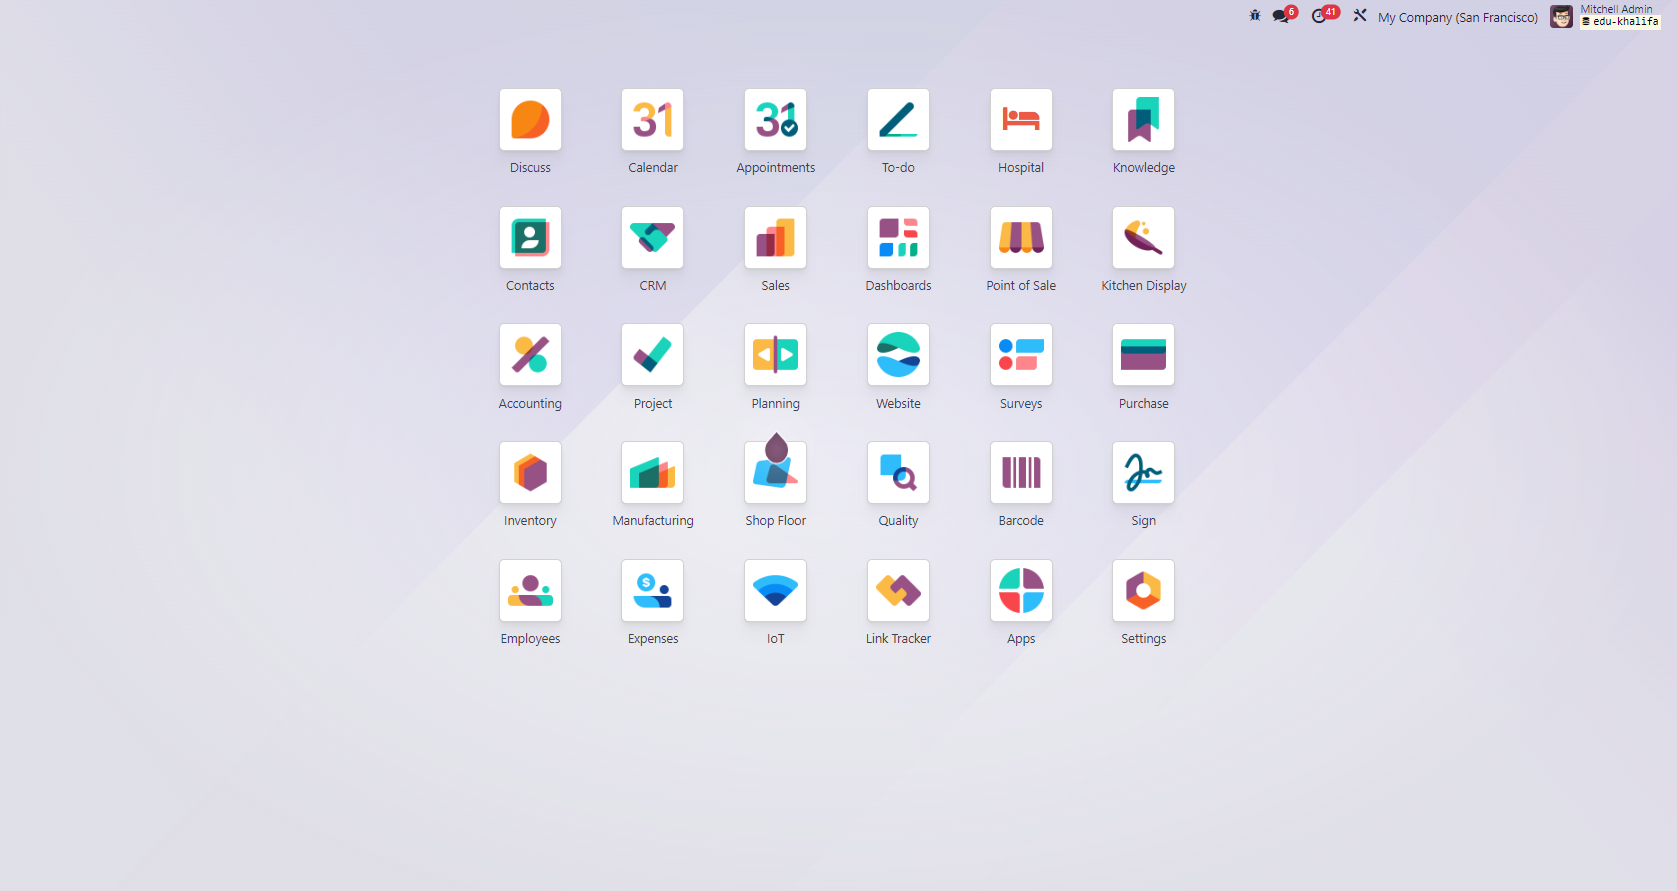 6
41
My Company (San Francisco)
Mitchell Admin
edu-khalifa
31
31
Discuss
Calendar
Appointments
To-do
Hospital
Knowledge
Contacts
CRM
Sales
Dashboards
Point of Sale
Kitchen Display
Accounting
Project
Planning
Website
Surveys
Purchase
Inventory
Manufacturing
Shop Floor
Quality
Barcode
Sign
$
Employees
Expenses
IoT
Link Tracker
Apps
Settings